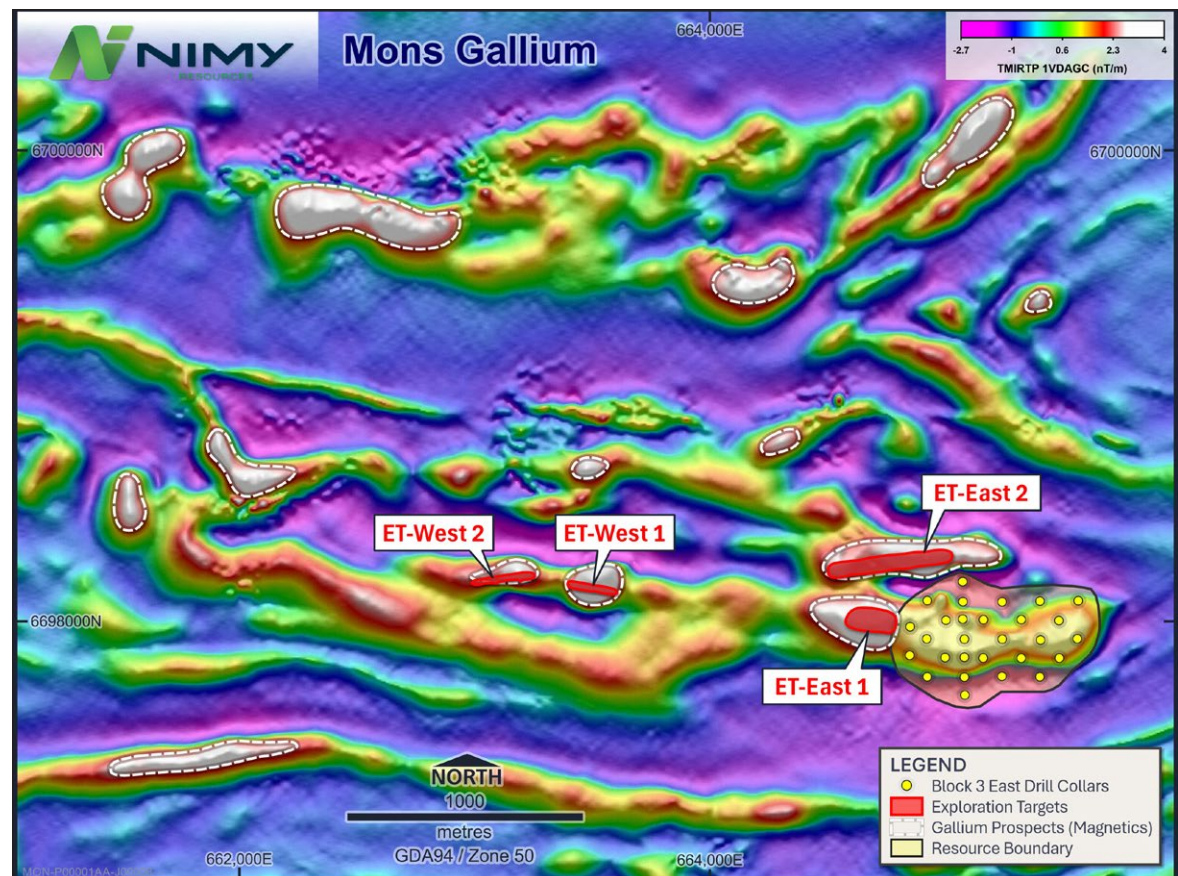 NIMY
RESOURCES
Mons Gallium
664,000E
-2.7 -1 0.6 2.3 4
TMIRTP 1VDAGC (nT/m)
6700000N
6700000N
ET-East 2
ET-West 2
ET-West 1
6698000N
ET-East 1
NORTH
1000
metres
GDA94 / Zone 50
662,000E
664,000E
LEGEND
Block 3 East Drill Collars
Exploration Targets
Gallium Prospects (Magnetics)
Resource Boundary